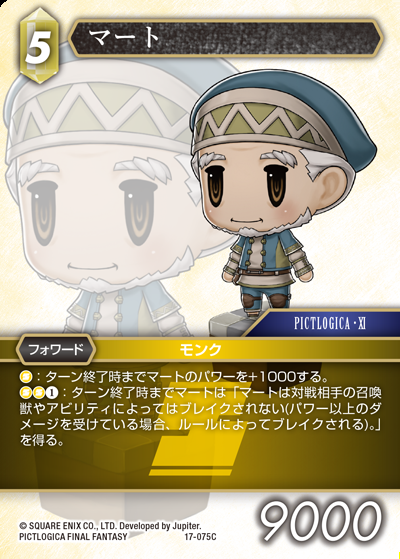 5
マート
PICTLOGICA・XI
フォワード
モンク
：ターン終了時までマートのパワーを+1000する。
1：ターン終了時までマートは「マートは対戦相手の召喚
獣やアビリティによってはブレイクされない(パワー以上のダ
メージを受けている場合、ルールによってブレイクされる)。」
を得る。
© SQUARE ENIX CO., LTD. Developed by Jupiter.
PICTLOGICA FINAL FANTASY
17-075C
9000